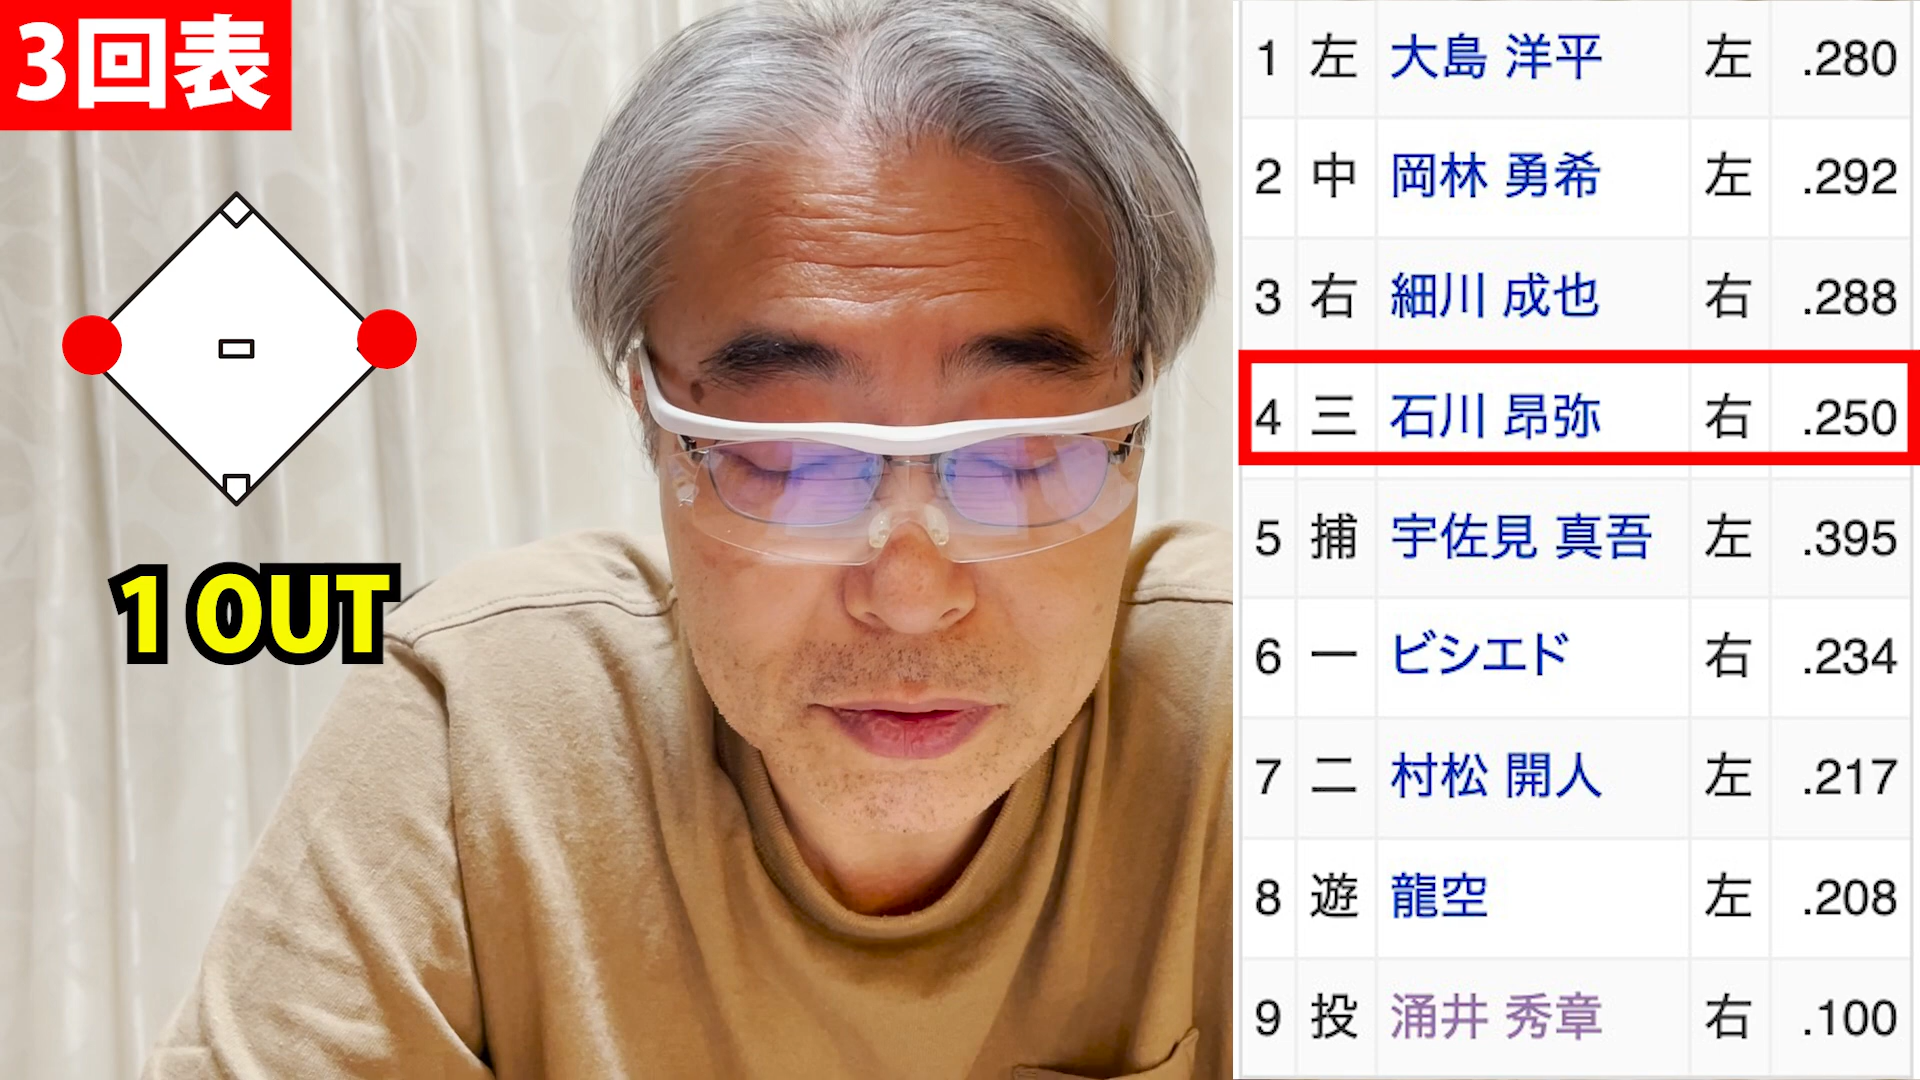 3回表
1 OUT
1 左 大島 洋平 左 .280
2 中 岡林 勇希 左 .292
3 右 細川 成也 右 .288
4 三 石川 昂弥 右 .250
5 捕 宇佐見 真吾 左 .395
6 一 ビシエド 右 .234
7 二 村松 開人 左 .217
8 遊 龍空 左 .208
9 投 涌井 秀章 右 .100